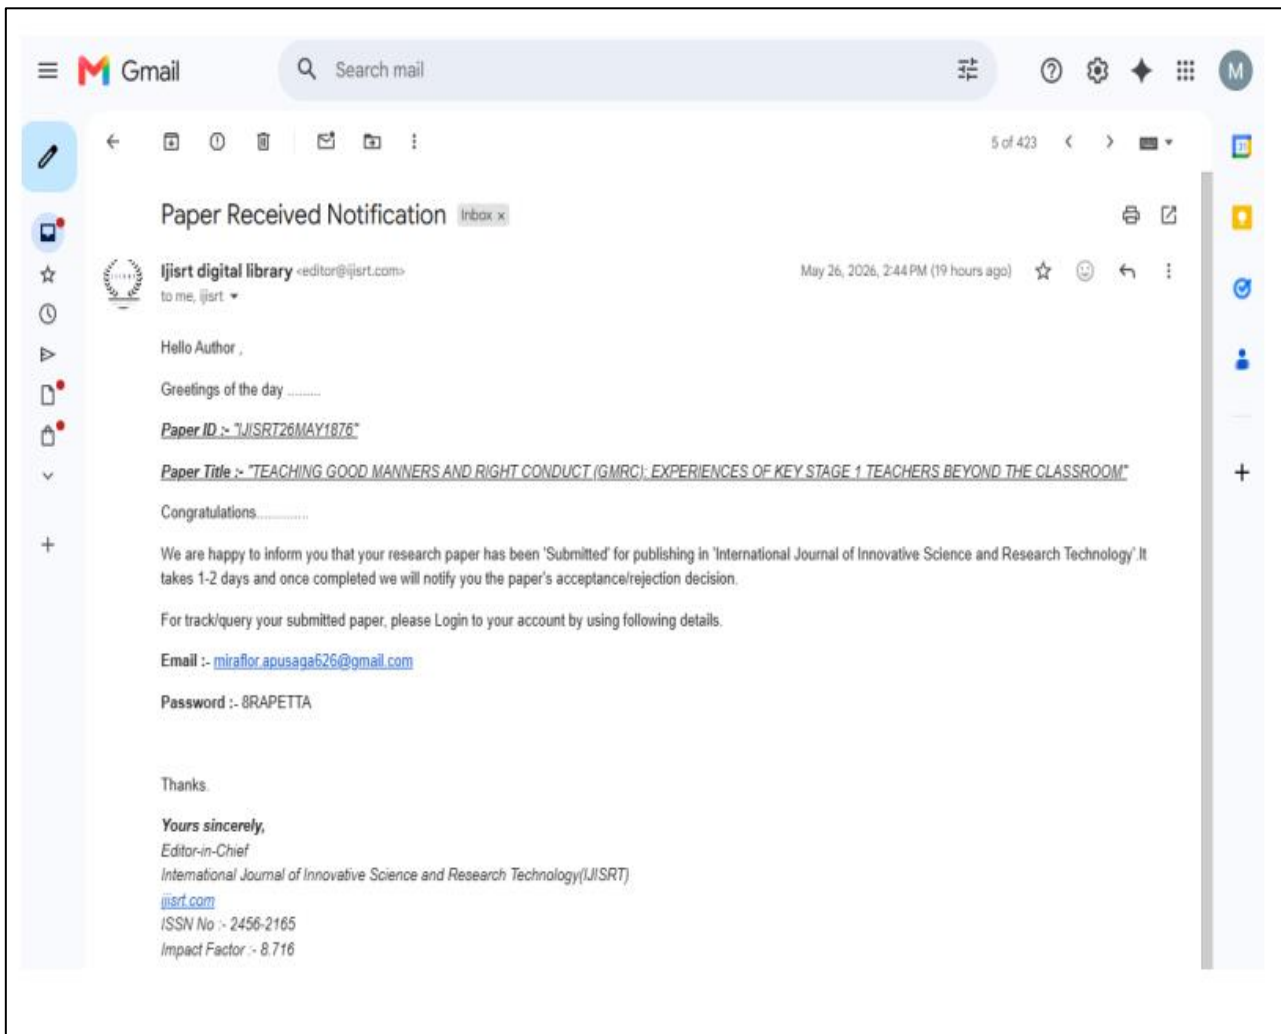 Gmail
Search mail
M
5 of 423
Paper Received Notification Inbox x
Ijisrt digital library <editor@ijisrt.com>
May 26, 2026, 2:44 PM (19 hours ago)
to me, ijisrt
Hello Author ,
Greetings of the day .........
Paper ID :- "IJISRT26MAY1876"
Paper Title :- "TEACHING GOOD MANNERS AND RIGHT CONDUCT (GMRC): EXPERIENCES OF KEY STAGE 1 TEACHERS BEYOND THE CLASSROOM"
Congratulations..............
We are happy to inform you that your research paper has been 'Submitted' for publishing in 'International Journal of Innovative Science and Research Technology'.It
takes 1-2 days and once completed we will notify you the paper's acceptance/rejection decision.
For track/query your submitted paper, please Login to your account by using following details.
Email :- miraflor.apusaga626@gmail.com
Password :- 8RAPETTA
Thanks.
Yours sincerely,
Editor-in-Chief
International Journal of Innovative Science and Research Technology(IJISRT)
ijisrt.com
ISSN No :- 2456-2165
Impact Factor :- 8.716